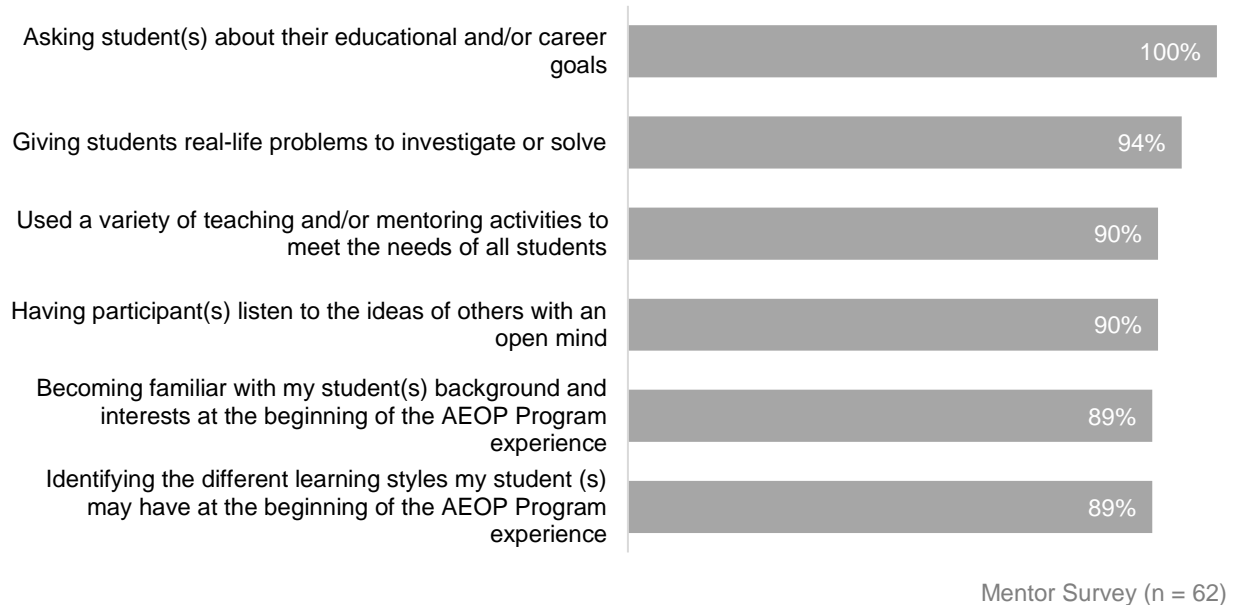 Asking student(s) about their educational and/or career
goals
100%
Giving students real-life problems to investigate or solve
94%
Used a variety of teaching and/or mentoring activities to
meet the needs of all students
90%
Having participant(s) listen to the ideas of others with an
open mind
90%
Becoming familiar with my student(s) background and
interests at the beginning of the AEOP Program
experience
89%
Identifying the different learning styles my student (s)
may have at the beginning of the AEOP Program
experience
89%
Mentor Survey (n = 62)